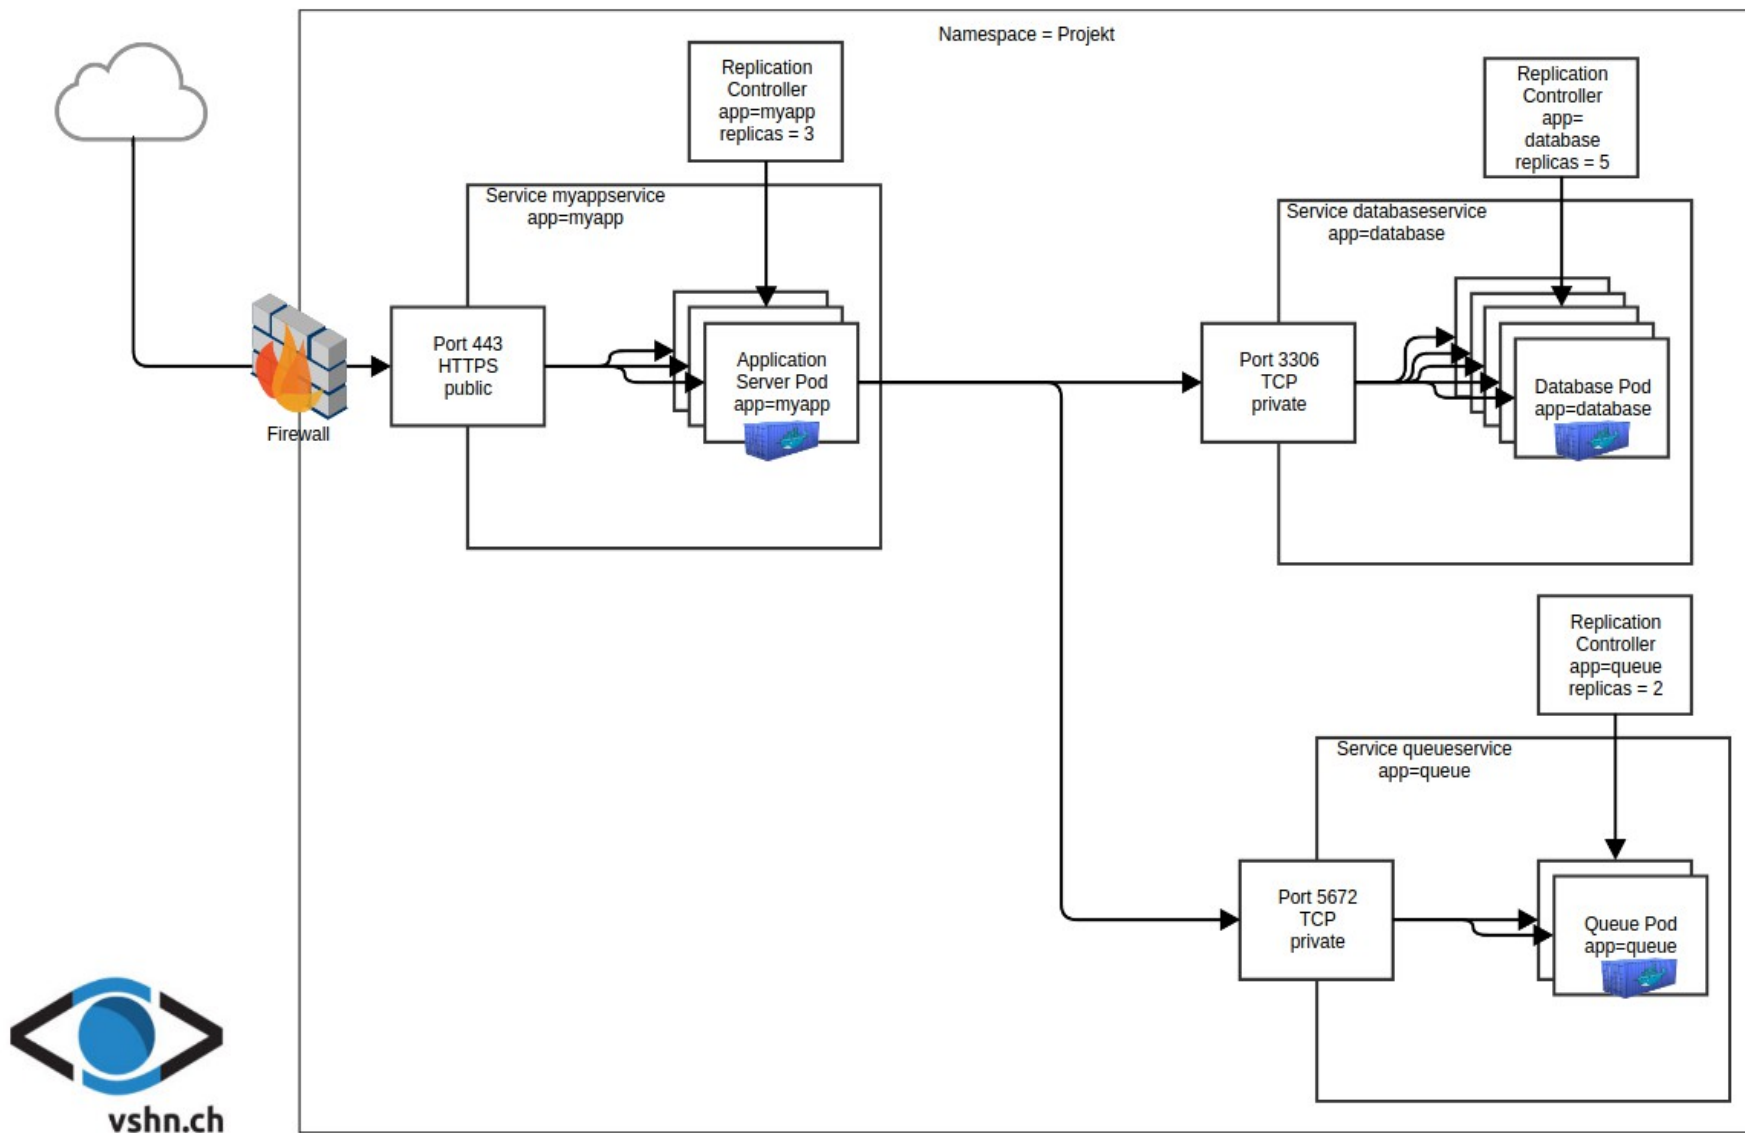 Namespace = Projekt
Replication
Controller
app=myapp
replicas = 3
Replication
Controller
app=
database
replicas = 5
Service myappservice
app=myapp
Service databaseservice
app=database
Firewall
Port 443
HTTPS
public
Application
Server Pod
app=myapp
Port 3306
TCP
private
Database Pod
app=database
Replication
Controller
app=queue
replicas = 2
Service queueservice
app=queue
Port 5672
TCP
private
Queue Pod
app=queue
vshn.ch